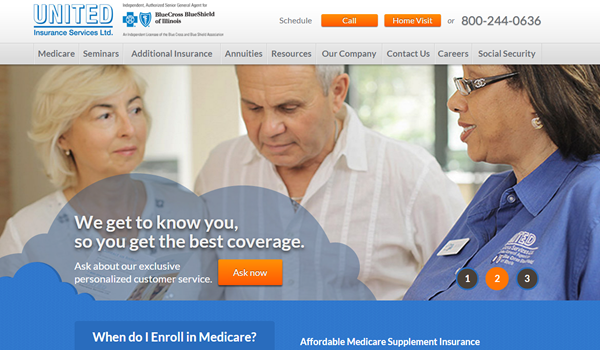 UNITED
Insurance Services Ltd.
Independent, Authorized Senior General Agent for
BlueCross BlueShield
of Illinois
An Independent Licensee of the Blue Cross and Blue Shield Association
Schedule Call Home Visit or 800-244-0636
Medicare Seminars Additional Insurance Annuities Resources Our Company Contact Us Careers Social Security
We get to know you,
so you get the best coverage.
Ask about our exclusive
personalized customer service.
Ask now
UNITED
1 2 3
When do I Enroll in Medicare?
Affordable Medicare Supplement Insurance